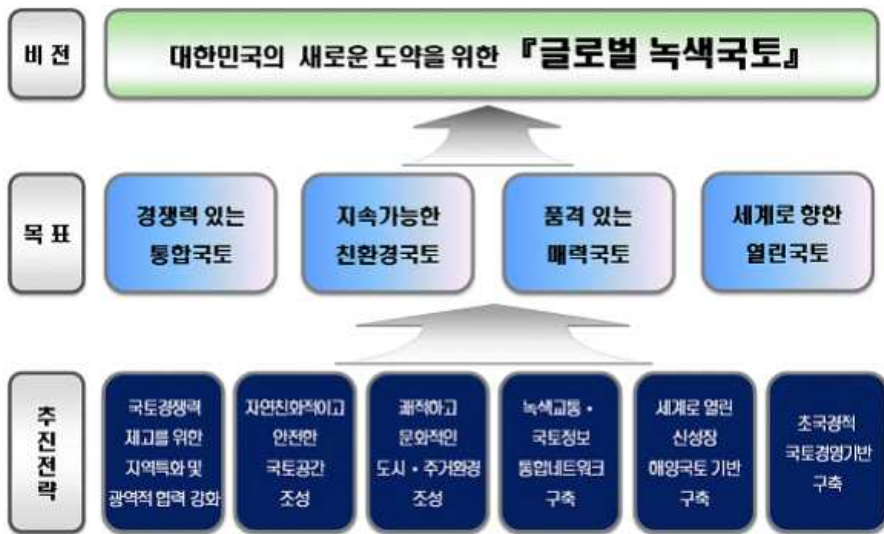 비 전
대한민국의 새로운 도약을 위한 『글로벌 녹색국토』
목 표
경쟁력 있는
통합국토
지속가능한
친환경국토
품격 있는
매력국토
세계로 향한
열린국토
추
진
전
략
국토경쟁력
제고를 위한
지역특화 및
광역적 협력 강화
자연친화적이고
안전한
국토공간
조성
쾌적하고
문화적인
도시・주거환경
조성
녹색교통・
국토정보
통합네트워크
구축
세계로 열린
신성장
해양국토 기반
구축
초국경적
국토경영기반
구축